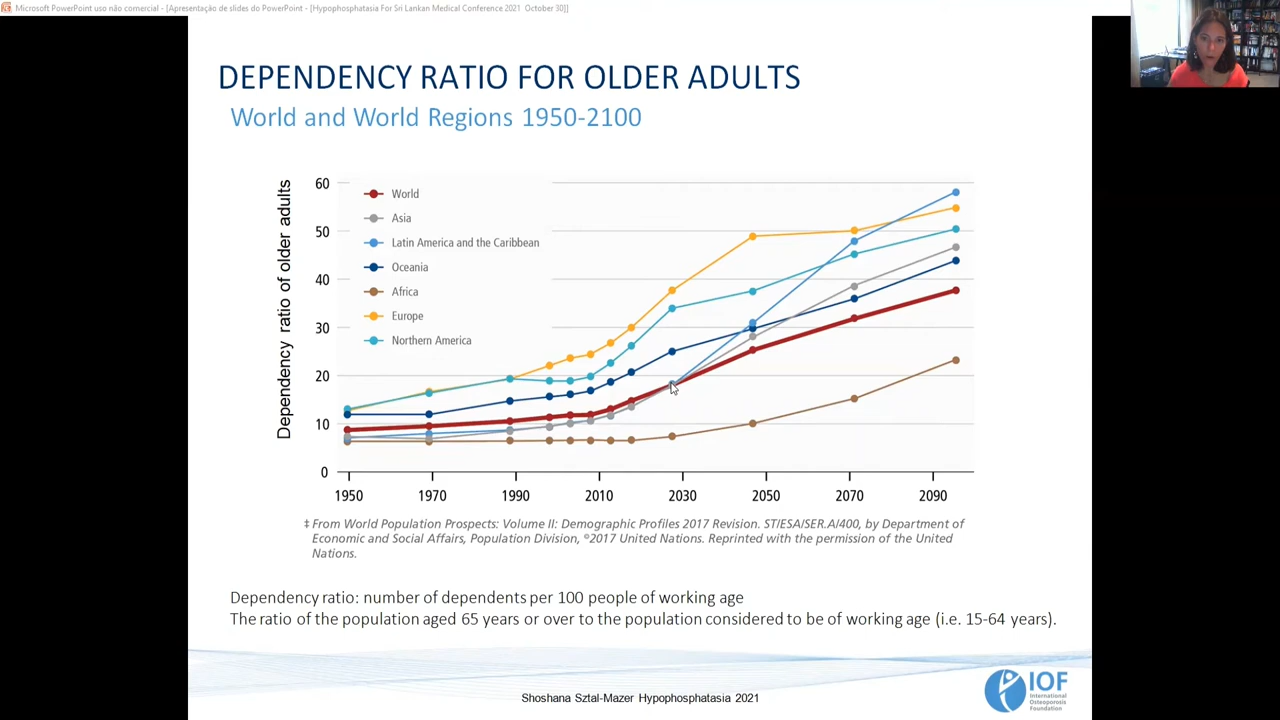 Microsoft PowerPoint uso não comercial - [Apresentação de slides do PowerPoint - [Hypophosphatasia For Sri Lankan Medical Conference 2021 October 30]]
DEPENDENCY RATIO FOR OLDER ADULTS
World and World Regions 1950-2100
Dependency ratio of older adults
60
50
40
30
20
10
0
World
Asia
Latin America and the Caribbean
Oceania
Africa
Europe
Northern America
1950 1970 1990 2010 2030 2050 2070 2090
‡ From World Population Prospects: Volume II: Demographic Profiles 2017 Revision. ST/ESA/SER.A/400, by Department of
Economic and Social Affairs, Population Division, ©2017 United Nations. Reprinted with the permission of the United
Nations.
Dependency ratio: number of dependents per 100 people of working age
The ratio of the population aged 65 years or over to the population considered to be of working age (i.e. 15-64 years).
Shoshana Sztal-Mazer Hypophosphatasia 2021
IOF
International
Osteoporosis
Foundation